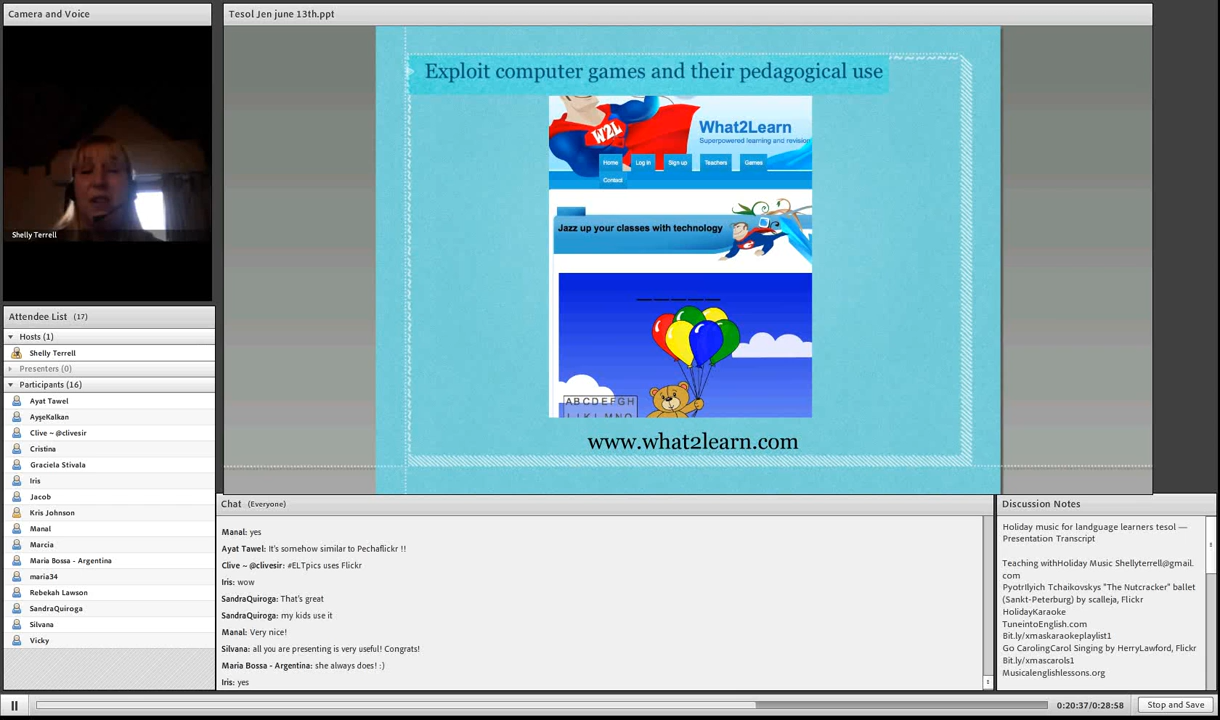 Camera and Voice
Shelly Terrell
Attendee List (17)
Hosts (1)
Shelly Terrell
Presenters (0)
Participants (16)
Ayat Tawel
AyşeKalkan
Clive ~ @clivesir
Cristina
Graciela Stivala
Iris
Jacob
Kris Johnson
Manal
Marcia
Maria Bossa - Argentina
maria34
Rebekah Lawson
SandraQuiroga
Silvana
Vicky
Tesol Jen june 13th.ppt
Exploit computer games and their pedagogical use
W2L
What2Learn
Superpowered learning and revision
Home Log in Sign up Teachers Games
Contact
Jazz up your classes with technology
A B C D E F G H
I J K L M N O
www.what2learn.com
Chat (Everyone)
Manal: yes
Ayat Tawel: It's somehow similar to Pechaflickr !!
Clive ~ @clivesir: #ELTpics uses Flickr
Iris: wow
SandraQuiroga: That's great
SandraQuiroga: my kids use it
Manal: Very nice!
Silvana: all you are presenting is very useful! Congrats!
Maria Bossa - Argentina: she always does! :)
Iris: yes
Discussion Notes
Holiday music for landguage learners tesol —
Presentation Transcript
Teaching withHoliday Music Shellyterrell@gmail.
com
PyotrIlyich Tchaikovskys "The Nutcracker" ballet
(Sankt-Peterburg) by scalleja, Flickr
HolidayKaraoke
TuneintoEnglish.com
Bit.ly/xmaskaraokeplaylist1
Go CarolingCarol Singing by HerryLawford, Flickr
Bit.ly/xmascarols1
Musicalenglishlessons.org
0:20:37/0:28:58
Stop and Save